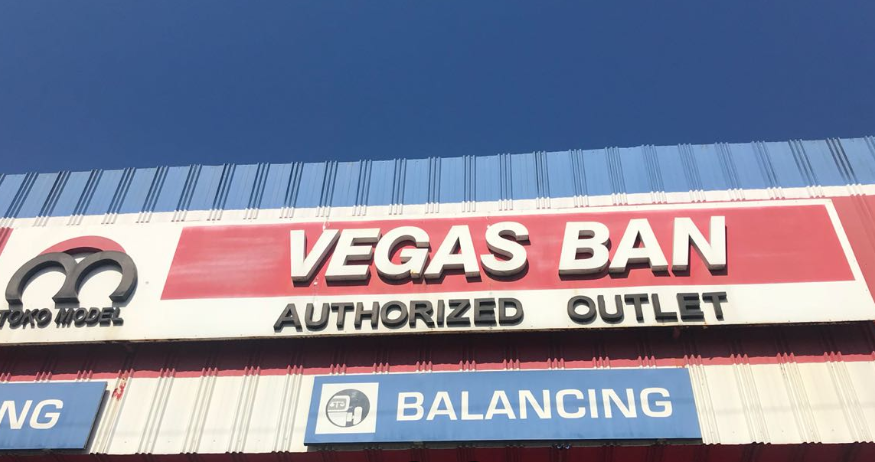 VEGAS BAN
TOKO MODEL
AUTHORIZED OUTLET
NG
BALANCING